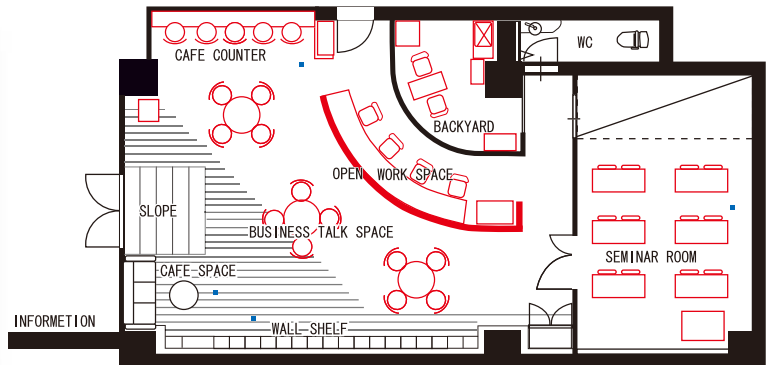 CAFE COUNTER
WC
BACKYARD
OPEN WORK SPACE
SLOPE
BUSINESS TALK SPACE
SEMINAR ROOM
CAFE SPACE
INFORMETION
WALL SHELF